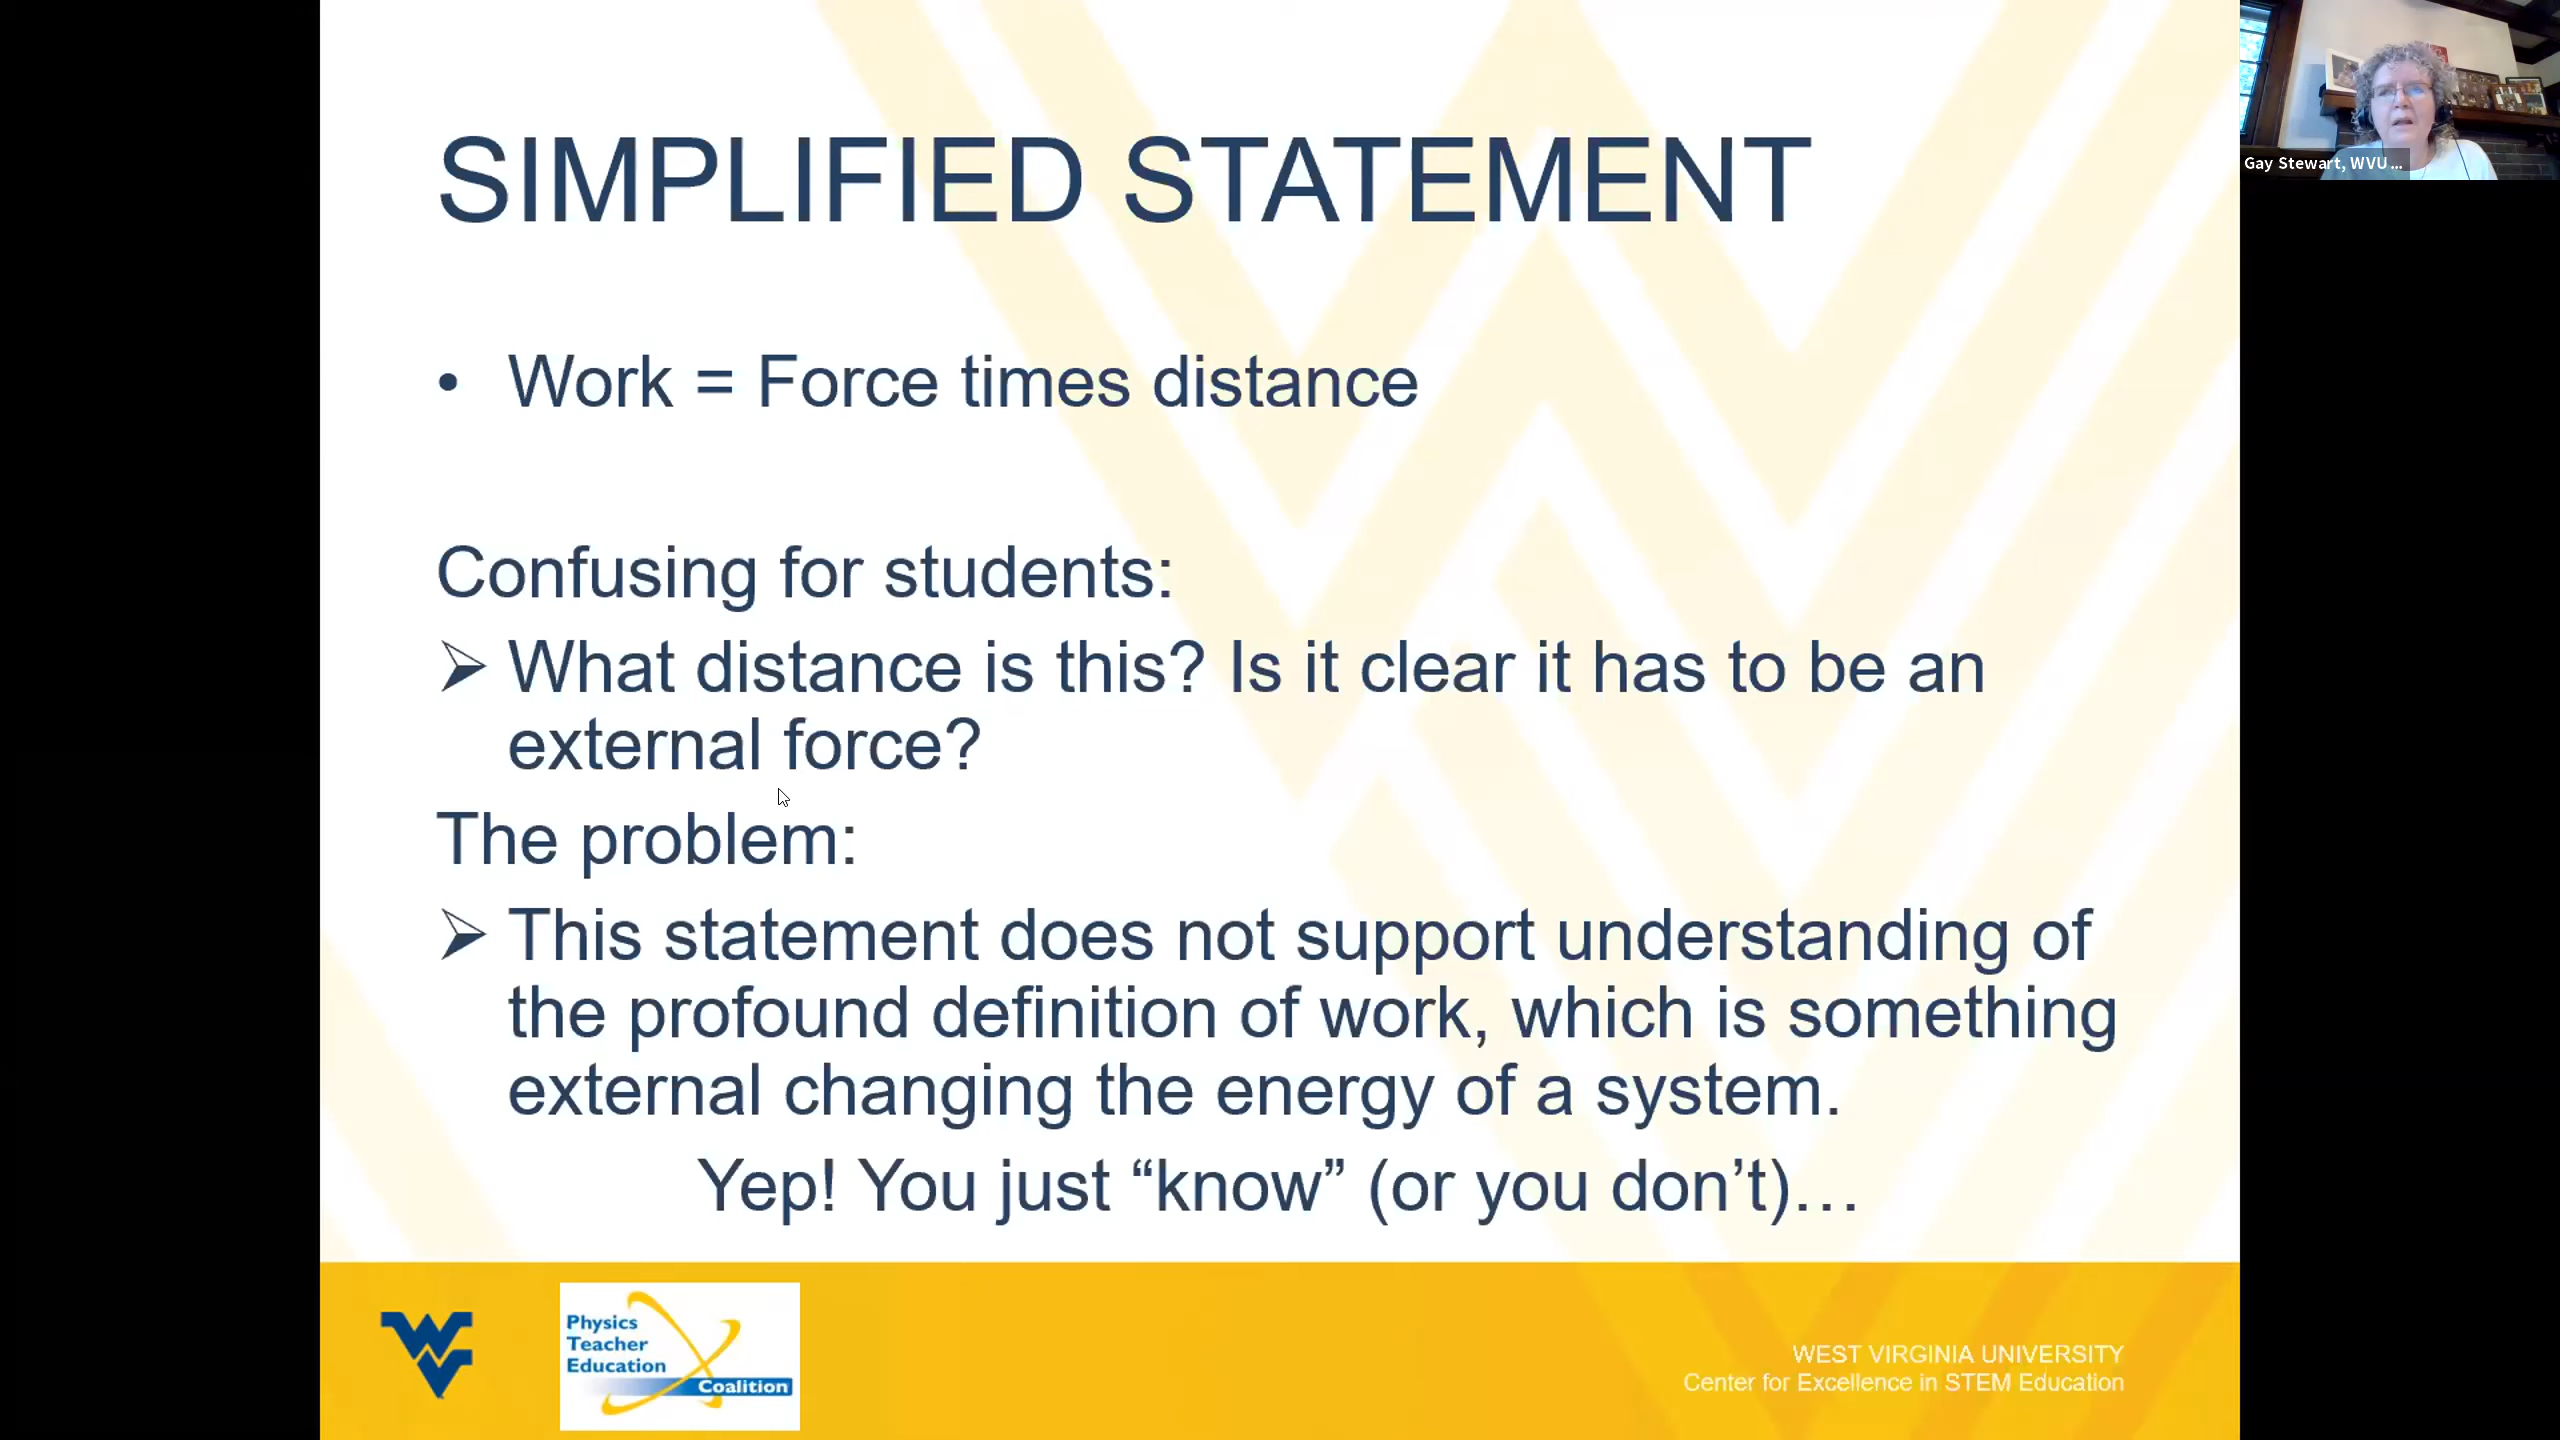 SIMPLIFIED STATEMENT
• Work = Force times distance
Confusing for students:
➢ What distance is this? Is it clear it has to be an
external force?
The problem:
➢ This statement does not support understanding of
the profound definition of work, which is something
external changing the energy of a system.
Yep! You just “know” (or you don’t)…
Physics
Teacher
Education
Coalition
WEST VIRGINIA UNIVERSITY
Center for Excellence in STEM Education
Gay Stewart, WVU ...